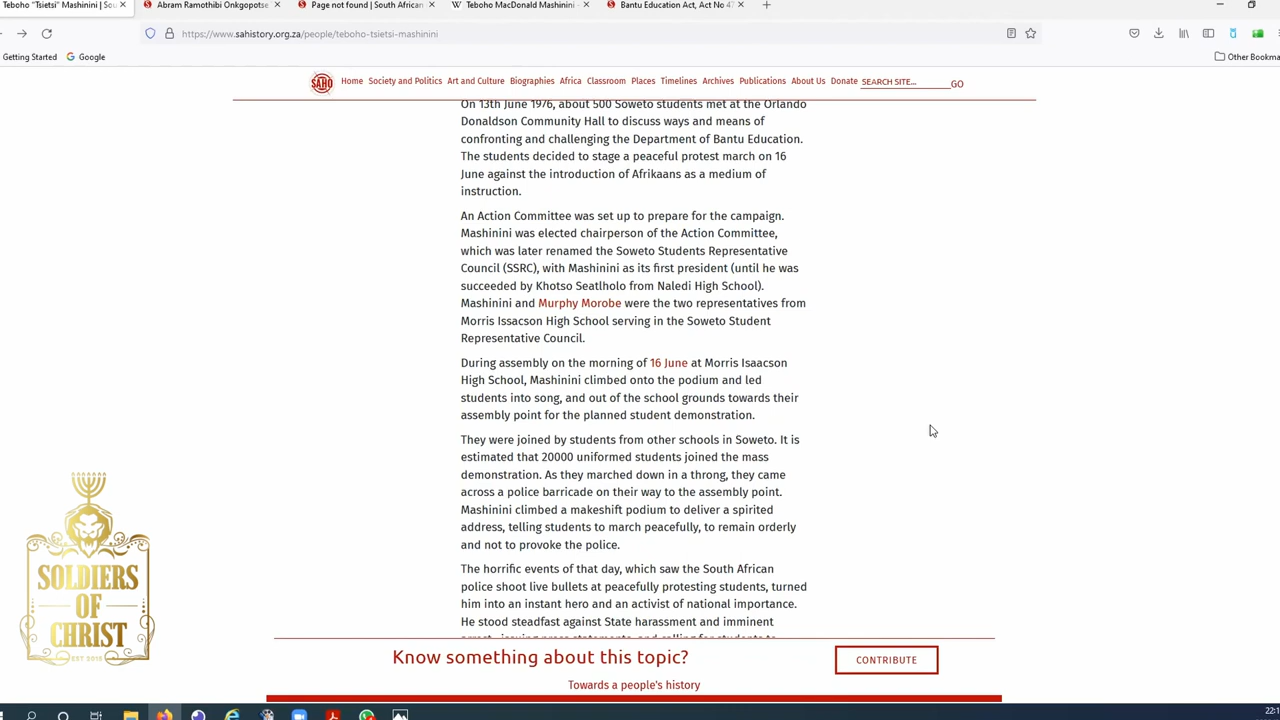 Teboho "Tsietsi" Mashinini | Sou
Abram Ramothibi Onkgopotse
Page not found | South African
Teboho MacDonald Mashinini -
Bantu Education Act, Act No 47
https://www.sahistory.org.za/people/teboho-tsietsi-mashinini
Getting Started
Google
Other Bookma
SAHO
Home Society and Politics Art and Culture Biographies Africa Classroom Places Timelines Archives Publications About Us Donate SEARCH SITE... GO
On 13th June 1976, about 500 Soweto students met at the Orlando
Donaldson Community Hall to discuss ways and means of
confronting and challenging the Department of Bantu Education.
The students decided to stage a peaceful protest march on 16
June against the introduction of Afrikaans as a medium of
instruction.
An Action Committee was set up to prepare for the campaign.
Mashinini was elected chairperson of the Action Committee,
which was later renamed the Soweto Students Representative
Council (SSRC), with Mashinini as its first president (until he was
succeeded by Khotso Seatlholo from Naledi High School).
Mashinini and Murphy Morobe were the two representatives from
Morris Issacson High School serving in the Soweto Student
Representative Council.
During assembly on the morning of 16 June at Morris Isaacson
High School, Mashinini climbed onto the podium and led
students into song, and out of the school grounds towards their
assembly point for the planned student demonstration.
They were joined by students from other schools in Soweto. It is
estimated that 20000 uniformed students joined the mass
demonstration. As they marched down in a throng, they came
across a police barricade on their way to the assembly point.
Mashinini climbed a makeshift podium to deliver a spirited
address, telling students to march peacefully, to remain orderly
and not to provoke the police.
The horrific events of that day, which saw the South African
police shoot live bullets at peacefully protesting students, turned
him into an instant hero and an activist of national importance.
He stood steadfast against State harassment and imminent
SOLDIERS
OF
CHRIST
EST 2015
Know something about this topic?
CONTRIBUTE
Towards a people's history
22:1